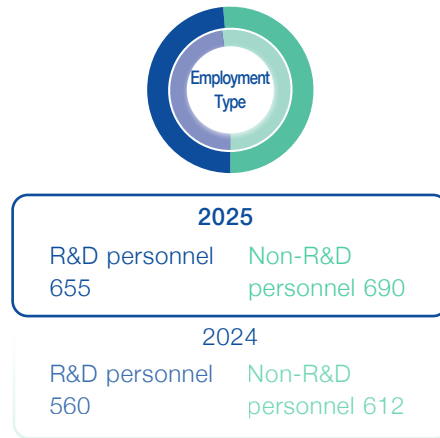 Employment
Type
2025
R&D personnel
655
Non-R&D
personnel 690
2024
R&D personnel
560
Non-R&D
personnel 612